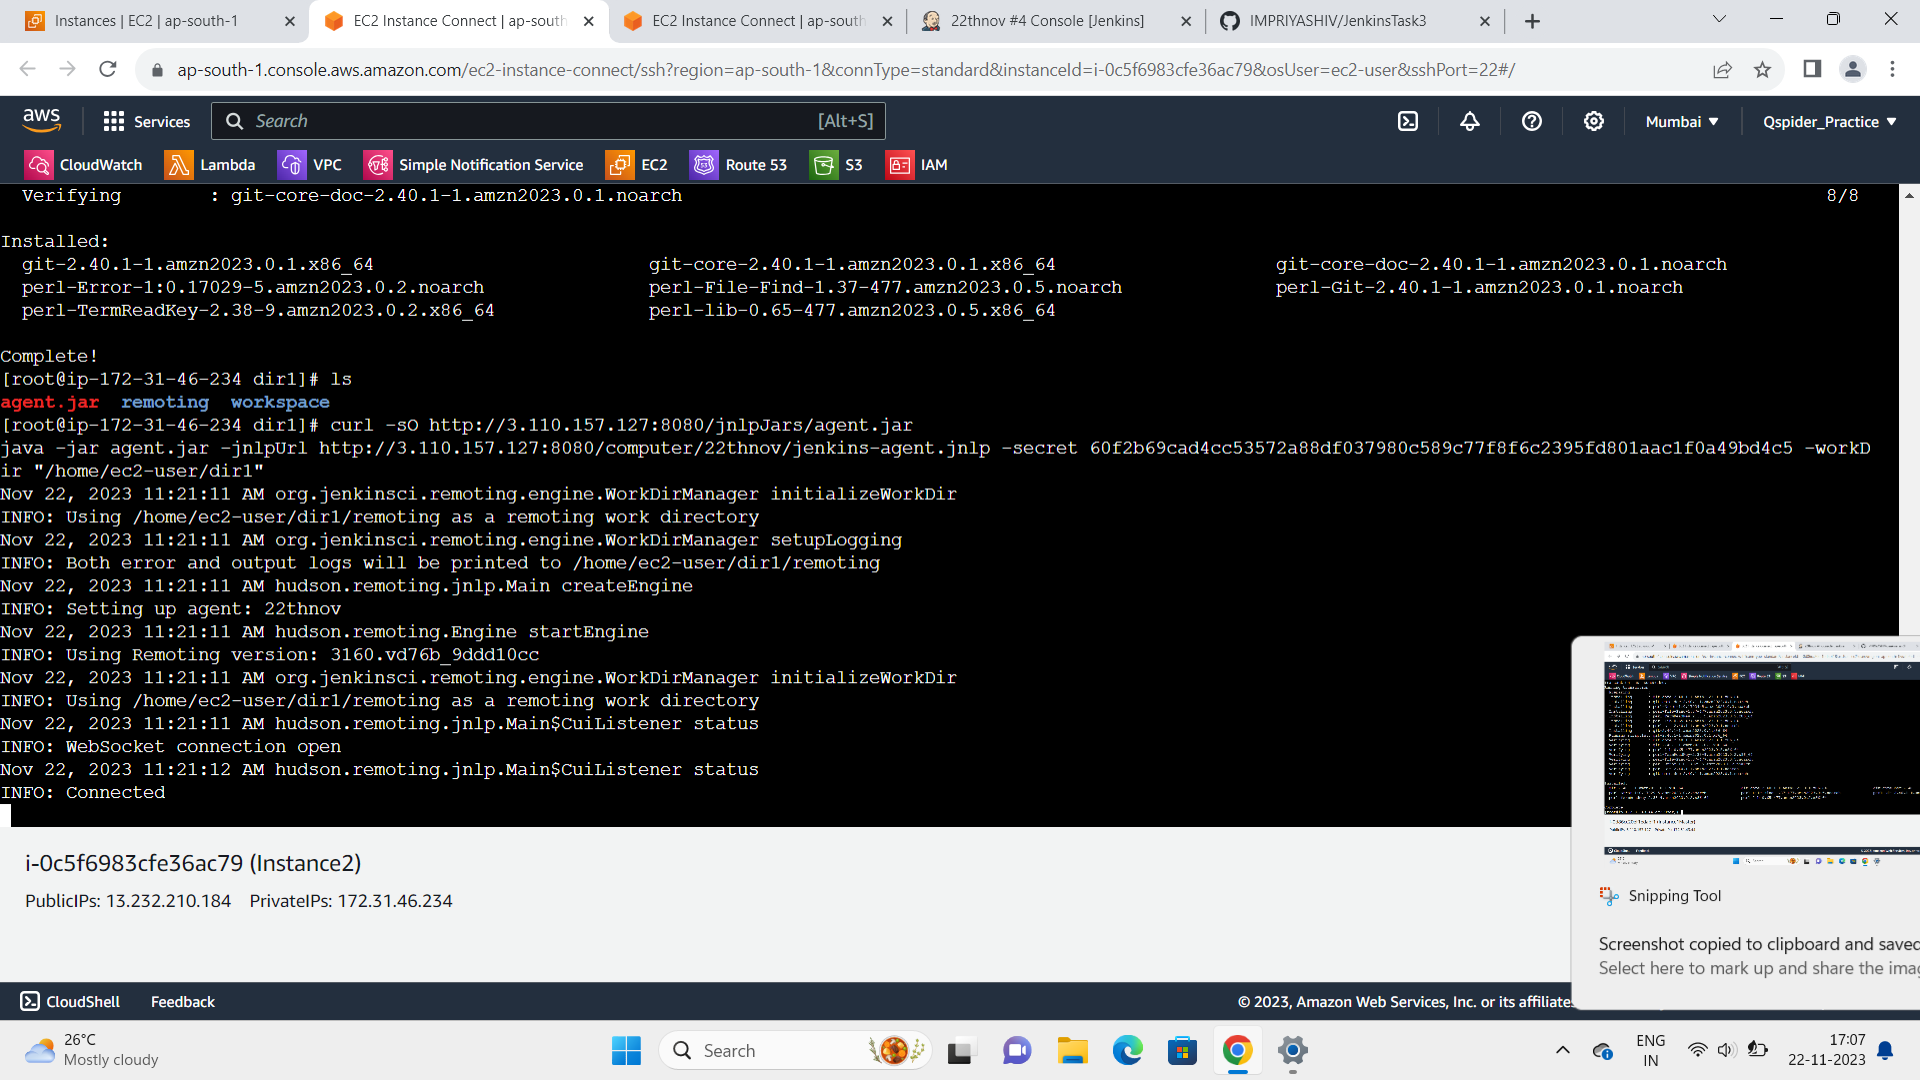 Instances | EC2 | ap-south-1
EC2 Instance Connect | ap-south
EC2 Instance Connect | ap-south
22thnov #4 Console [Jenkins]
IMPRIYASHIV/JenkinsTask3
ap-south-1.console.aws.amazon.com/ec2-instance-connect/ssh?region=ap-south-1&connType=standard&instanceId=i-0c5f6983cfe36ac79&osUser=ec2-user&sshPort=22#/
aws Services Search [Alt+S] Mumbai Qspider_Practice
CloudWatch Lambda VPC Simple Notification Service EC2 Route 53 S3 IAM
Verifying : git-core-doc-2.40.1-1.amzn2023.0.1.noarch 8/8
Installed:
git-2.40.1-1.amzn2023.0.1.x86_64 git-core-2.40.1-1.amzn2023.0.1.x86_64 git-core-doc-2.40.1-1.amzn2023.0.1.noarch
perl-Error-1:0.17029-5.amzn2023.0.2.noarch perl-File-Find-1.37-477.amzn2023.0.5.noarch perl-Git-2.40.1-1.amzn2023.0.1.noarch
perl-TermReadKey-2.38-9.amzn2023.0.2.x86_64 perl-lib-0.65-477.amzn2023.0.5.x86_64
Complete!
[root@ip-172-31-46-234 dir1]# ls
agent.jar remoting workspace
[root@ip-172-31-46-234 dir1]# curl -sO http://3.110.157.127:8080/jnlpJars/agent.jar
java -jar agent.jar -jnlpUrl http://3.110.157.127:8080/computer/22thnov/jenkins-agent.jnlp -secret 60f2b69cad4cc53572a88df037980c589c77f8f6c2395fd801aac1f0a49bd4c5 -workD
ir "/home/ec2-user/dir1"
Nov 22, 2023 11:21:11 AM org.jenkinsci.remoting.engine.WorkDirManager initializeWorkDir
INFO: Using /home/ec2-user/dir1/remoting as a remoting work directory
Nov 22, 2023 11:21:11 AM org.jenkinsci.remoting.engine.WorkDirManager setupLogging
INFO: Both error and output logs will be printed to /home/ec2-user/dir1/remoting
Nov 22, 2023 11:21:11 AM hudson.remoting.jnlp.Main createEngine
INFO: Setting up agent: 22thnov
Nov 22, 2023 11:21:11 AM hudson.remoting.Engine startEngine
INFO: Using Remoting version: 3160.vd76b_9ddd10cc
Nov 22, 2023 11:21:11 AM org.jenkinsci.remoting.engine.WorkDirManager initializeWorkDir
INFO: Using /home/ec2-user/dir1/remoting as a remoting work directory
Nov 22, 2023 11:21:11 AM hudson.remoting.jnlp.Main$CuiListener status
INFO: WebSocket connection open
Nov 22, 2023 11:21:12 AM hudson.remoting.jnlp.Main$CuiListener status
INFO: Connected
i-0c5f6983cfe36ac79 (Instance2)
PublicIPs: 13.232.210.184 PrivateIPs: 172.31.46.234
Snipping Tool
Screenshot copied to clipboard and saved
Select here to mark up and share the imag
CloudShell Feedback © 2023, Amazon Web Services, Inc. or its affiliates
26°C
Mostly cloudy
Search
ENG
IN
17:07
22-11-2023